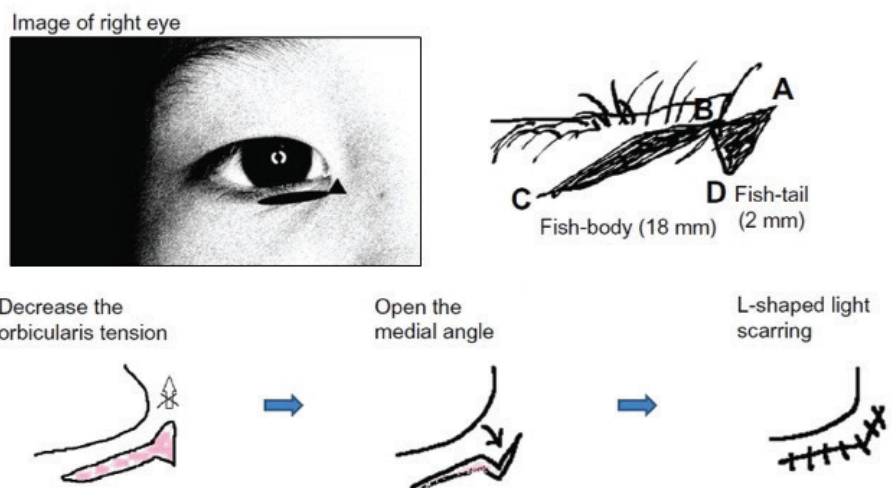 Image of right eye
A
B
C
D
Fish-tail
(2 mm)
Fish-body (18 mm)
Decrease the
orbicularis tension
Open the
medial angle
L-shaped light
scarring